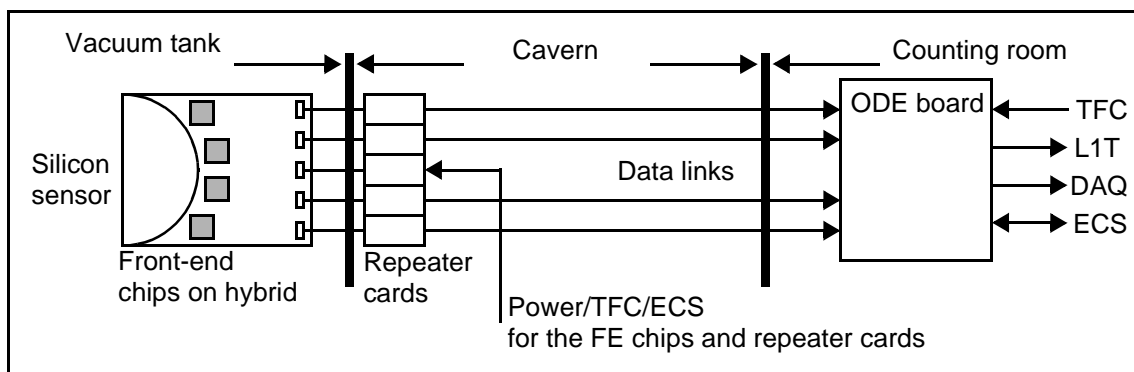 Vacuum tank
Cavern
Counting room
ODE board
TFC
L1T
DAQ
ECS
Silicon
sensor
Data links
Front-end
chips on hybrid
Repeater
cards
Power/TFC/ECS
for the FE chips and repeater cards